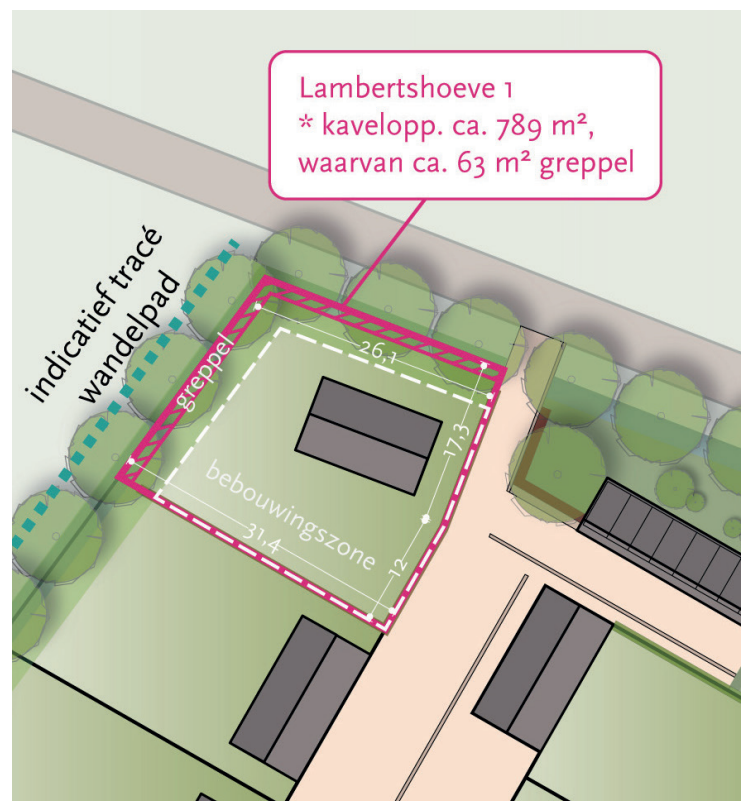 Lambertshoeve 1
* kavelopp. ca. 789 m²,
waarvan ca. 63 m² greppel
indicatief tracé
wandelpad
greppel
26,1
17,3
bebouwingszone
31,4
12